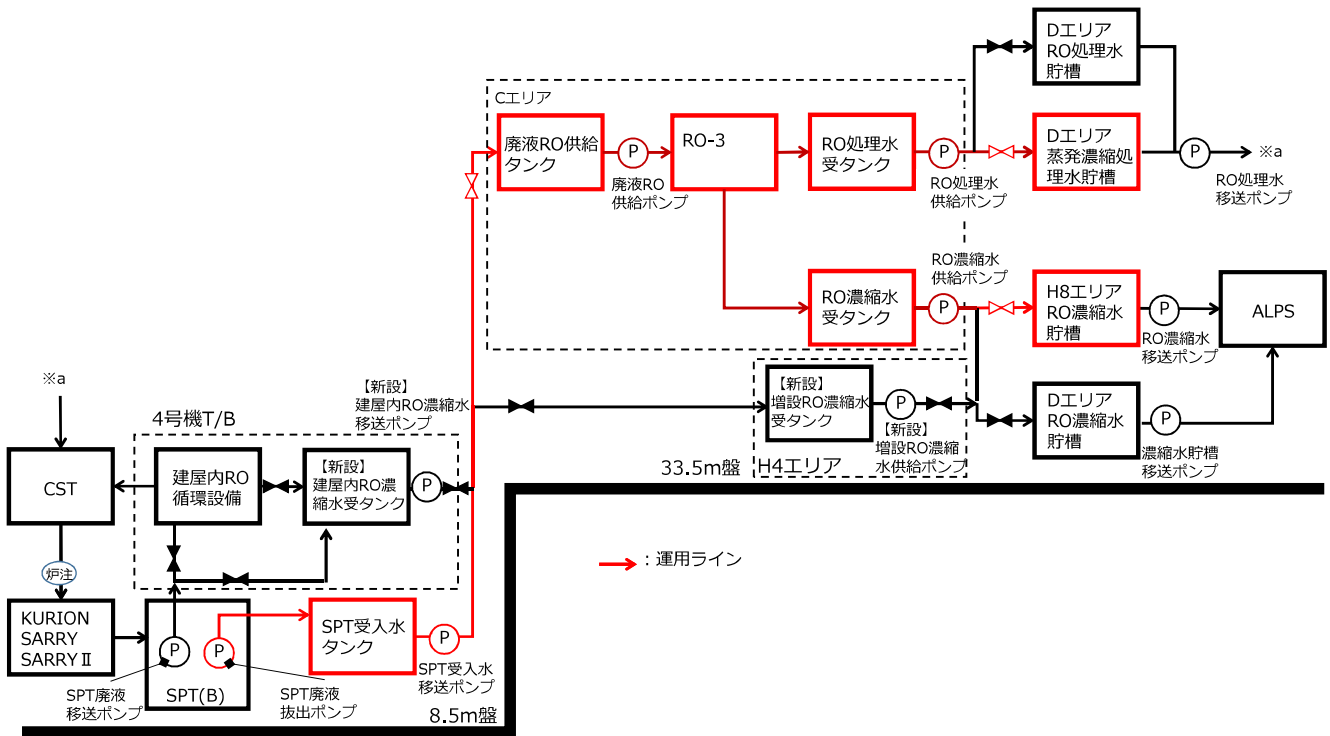 Dエリア
RO処理水
貯槽
Cエリア
廃液RO供給
タンク
P
廃液RO
供給ポンプ
RO-3
RO処理水
受タンク
P
RO処理水
供給ポンプ
Dエリア
蒸発濃縮処
理水貯槽
P
※a
RO処理水
移送ポンプ
RO濃縮水
受タンク
RO濃縮水
供給ポンプ
P
H8エリア
RO濃縮水
貯槽
P
RO濃縮水
移送ポンプ
ALPS
※a
【新設】
建屋内RO濃縮水
移送ポンプ
【新設】
増設RO濃縮水
受タンク
P
【新設】
増設RO濃縮
水供給ポンプ
H4エリア
Dエリア
RO濃縮水
貯槽
P
濃縮水貯槽
移送ポンプ
33.5m盤
4号機T/B
CST
建屋内RO
循環設備
【新設】
建屋内RO濃
縮水受タンク
P
炉注
:運用ライン
KURION
SARRY
SARRYⅡ
P
P
SPT(B)
SPT廃液
移送ポンプ
SPT廃液
抜出ポンプ
SPT受入水
タンク
P
SPT受入水
移送ポンプ
8.5m盤